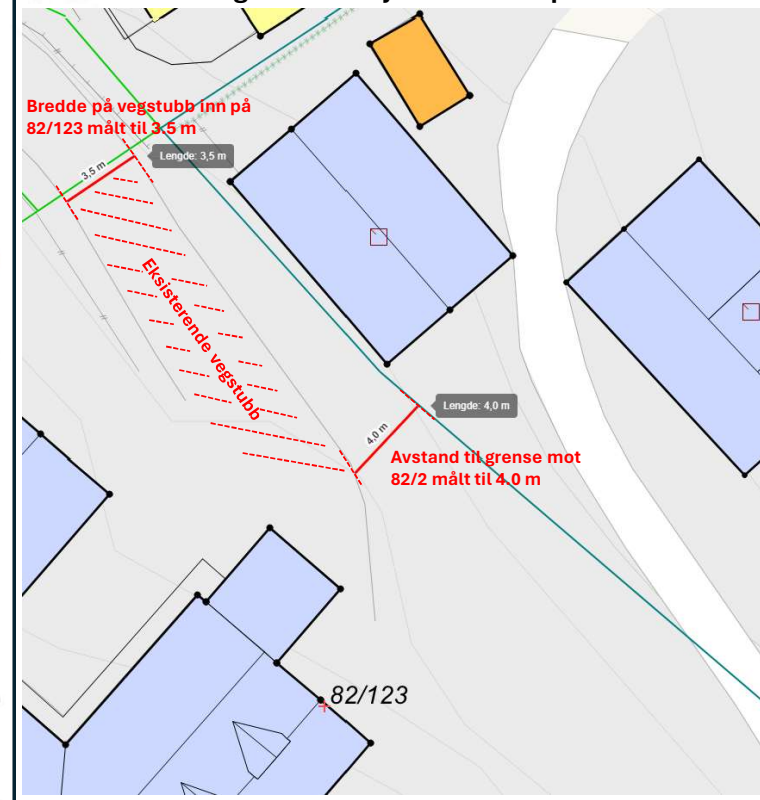 Bredde på vegstubb inn på
82/123 målt til 3.5 m
3,5 m
Lengde: 3,5 m
Eksisterende vegstubb
Lengde: 4,0 m
4,0 m
Avstand til grense mot
82/2 målt til 4.0 m
82/123